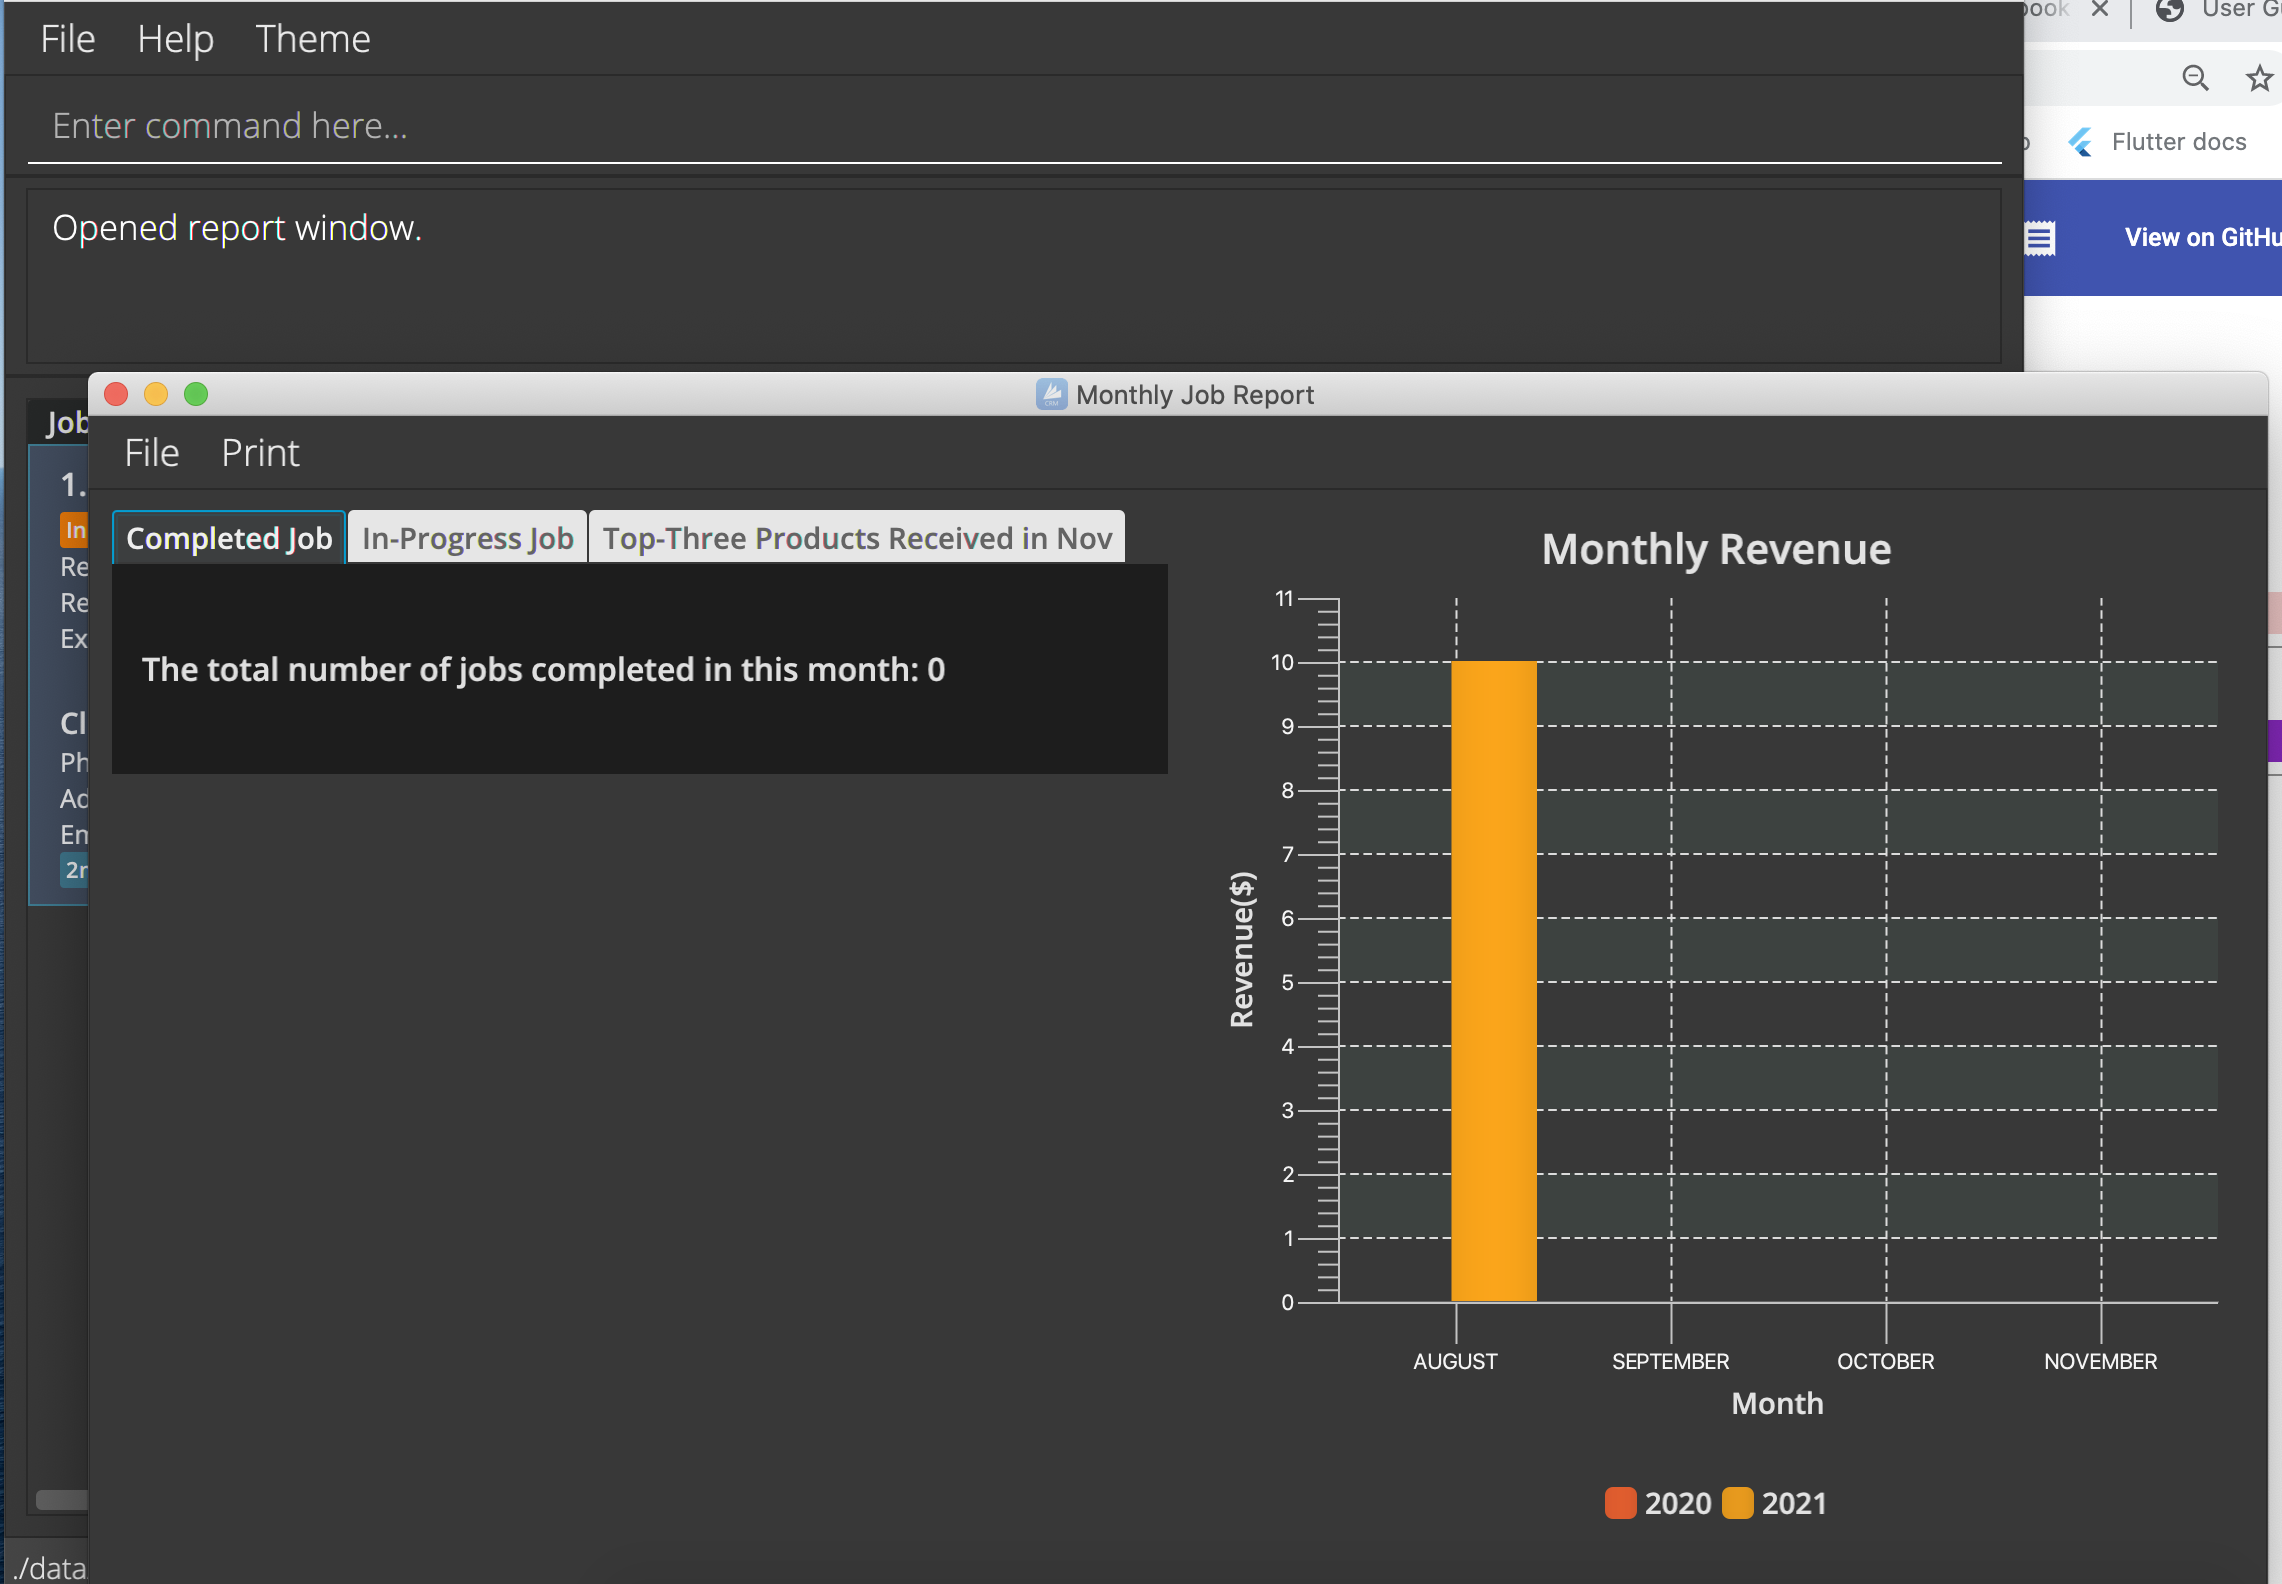 File Help Theme
Enter command here...
Opened report window.
User G
Flutter docs
View on GitHu
Monthly Job Report
File Print
Completed Job In-Progress Job Top-Three Products Received in Nov
The total number of jobs completed in this month: 0
Job
1.
In
Re
Re
Ex
Cl
Ph
Ad
Em
2n
./data
Monthly Revenue
11
10
9
8
7
6
5
4
3
2
1
0
Revenue($)
AUGUST SEPTEMBER OCTOBER NOVEMBER
Month
2020 2021